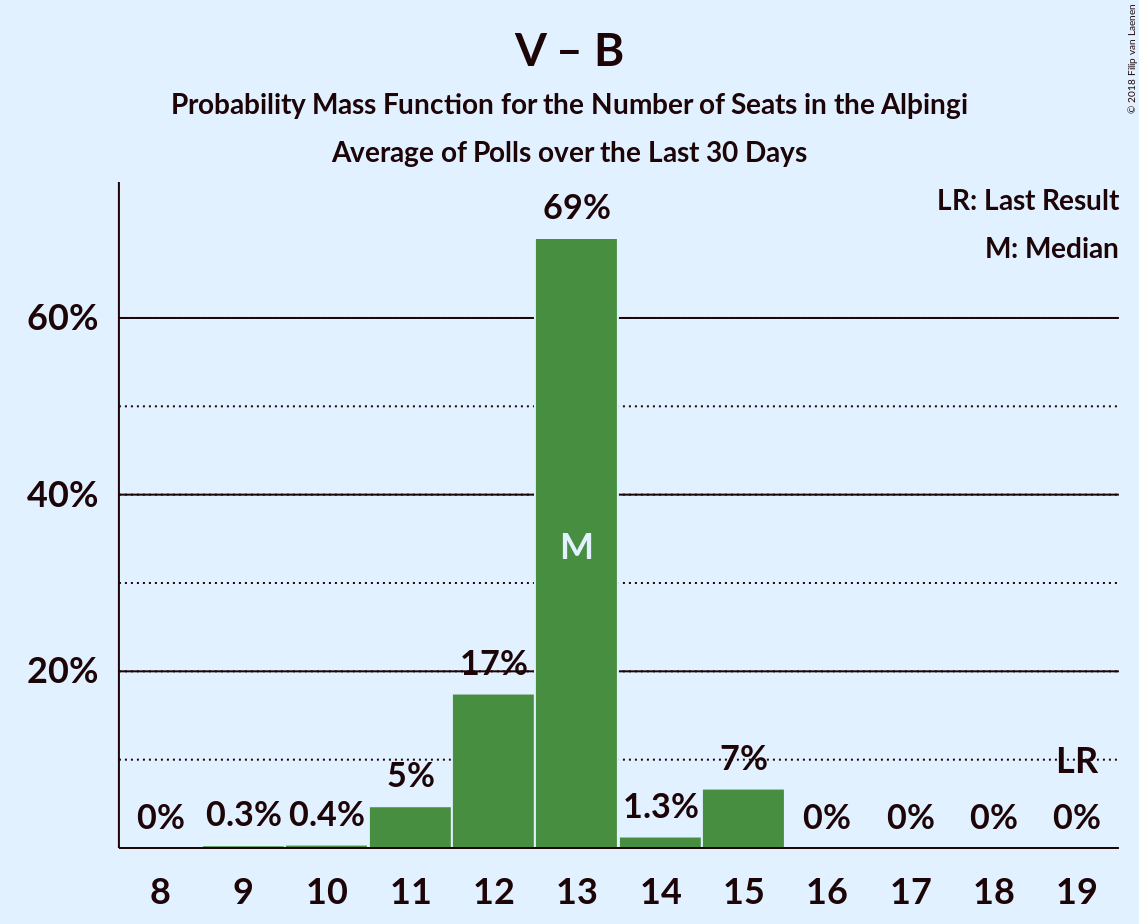 V – B
Probability Mass Function for the Number of Seats in the Alþingi
Average of Polls over the Last 30 Days
© 2018 Filip van Laenen
LR: Last Result
M: Median
60%
40%
20%
0%
0.3%
0.4%
5%
17%
69%
M
1.3%
7%
0%
0%
0%
LR
0%
8 9 10 11 12 13 14 15 16 17 18 19